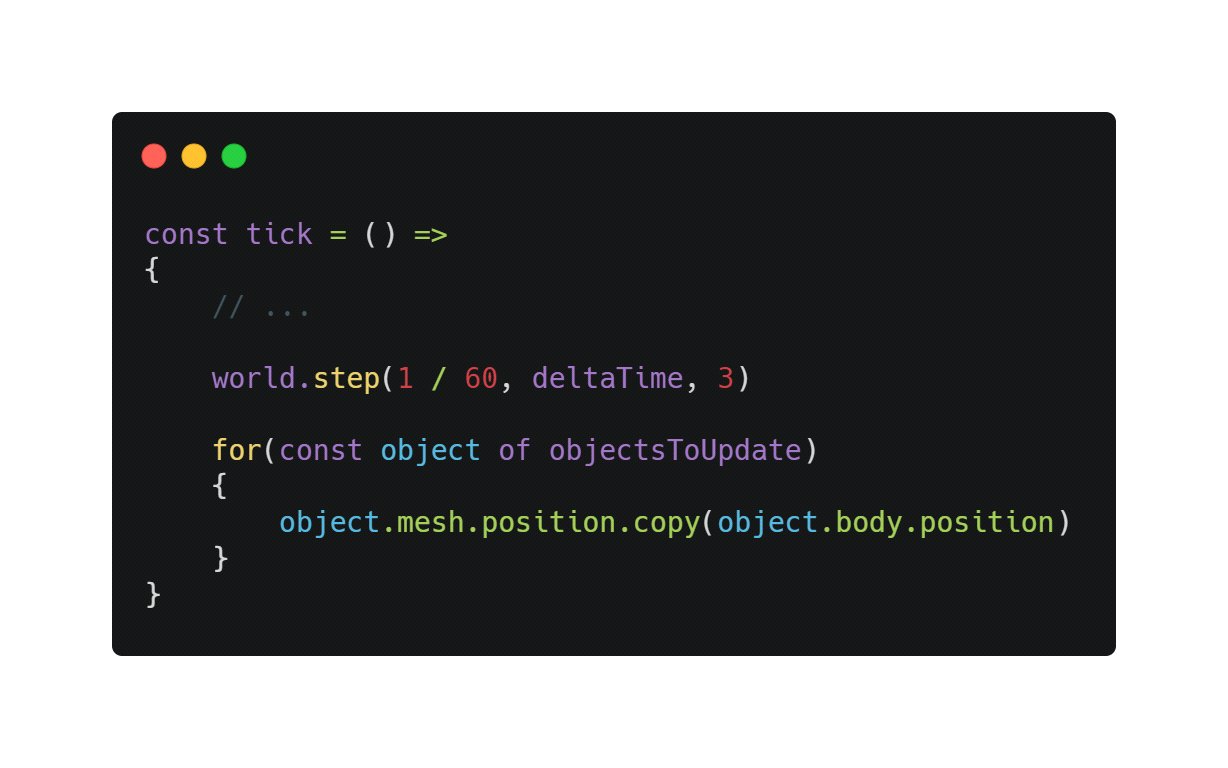 const tick = () =>
{
    // ...

    world.step(1 / 60, deltaTime, 3)

    for(const object of objectsToUpdate)
    {
        object.mesh.position.copy(object.body.position)
    }
}